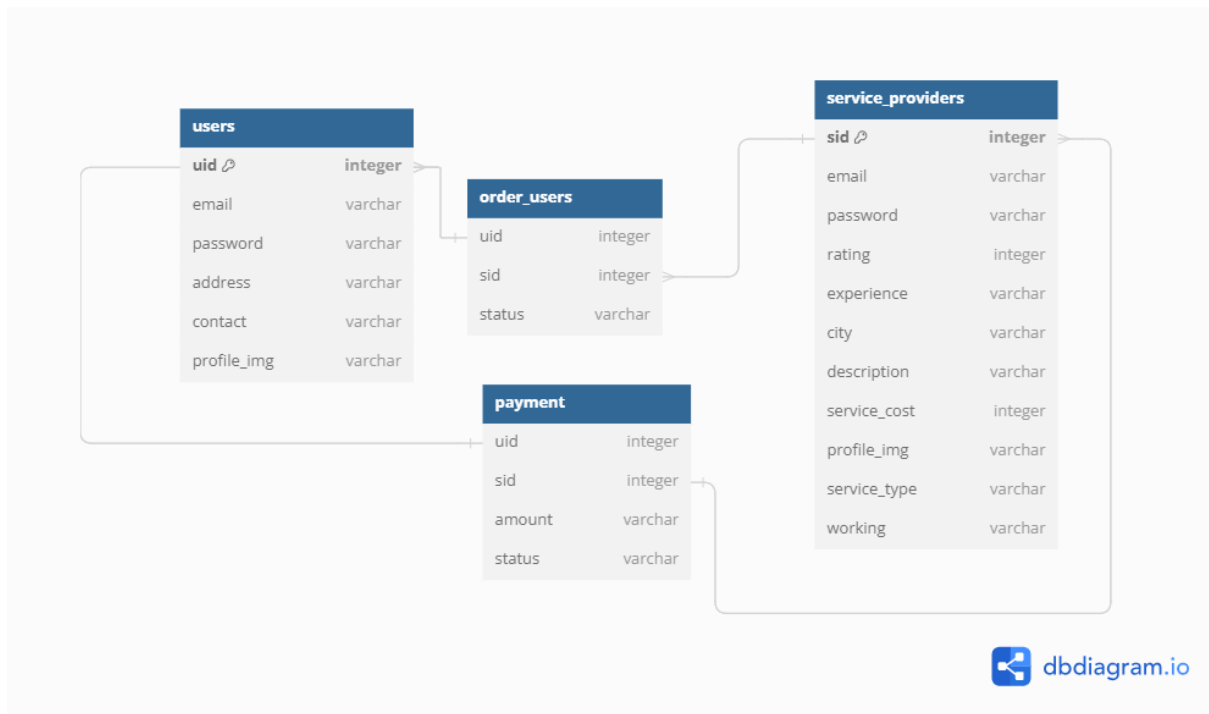 users
uid integer
email varchar
password varchar
address varchar
contact varchar
profile_img varchar
order_users
uid integer
sid integer
status varchar
payment
uid integer
sid integer
amount varchar
status varchar
service_providers
sid integer
email varchar
password varchar
rating integer
experience varchar
city varchar
description varchar
service_cost integer
profile_img varchar
service_type varchar
working varchar
dbdiagram.io